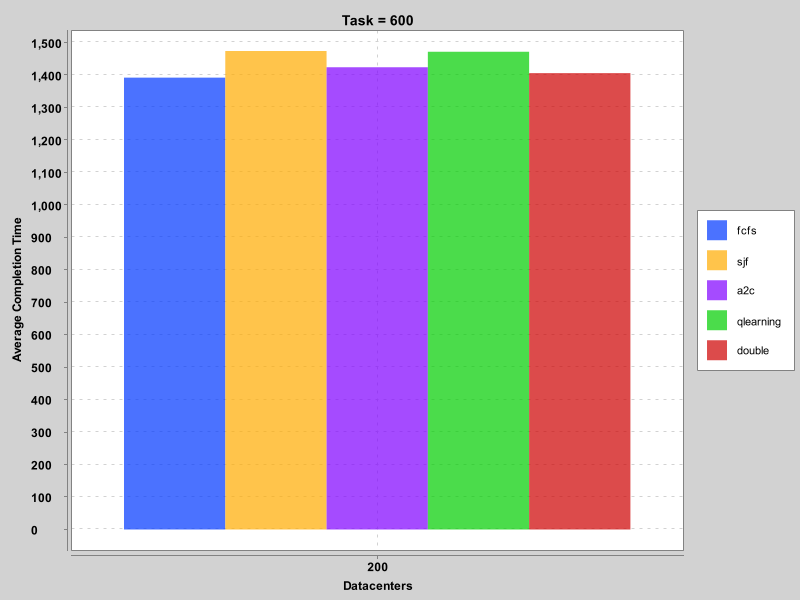 Task = 600
Average Completion Time
1,500
1,400
1,300
1,200
1,100
1,000
900
800
700
600
500
400
300
200
100
0
200
Datacenters
fcfs
sjf
a2c
qlearning
double